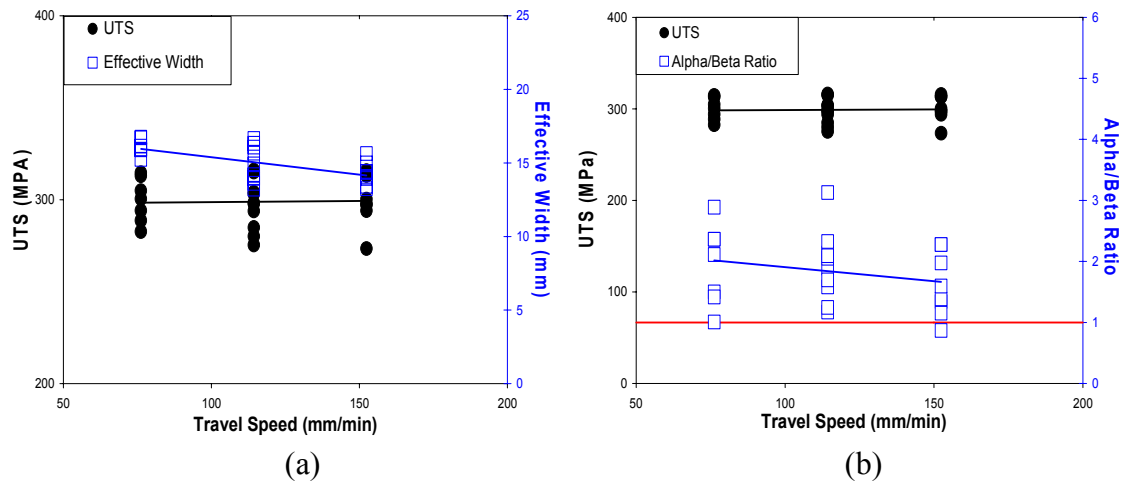 400
300
200
UTS (MPA)
UTS
Effective Width
25
20
15
10
5
0
Effective Width (mm)
50
100
150
200
Travel Speed (mm/min)
(a)
400
300
200
100
0
UTS (MPa)
UTS
Alpha/Beta Ratio
6
5
4
3
2
1
0
Alpha/Beta Ratio
50
100
150
200
Travel Speed (mm/min)
(b)